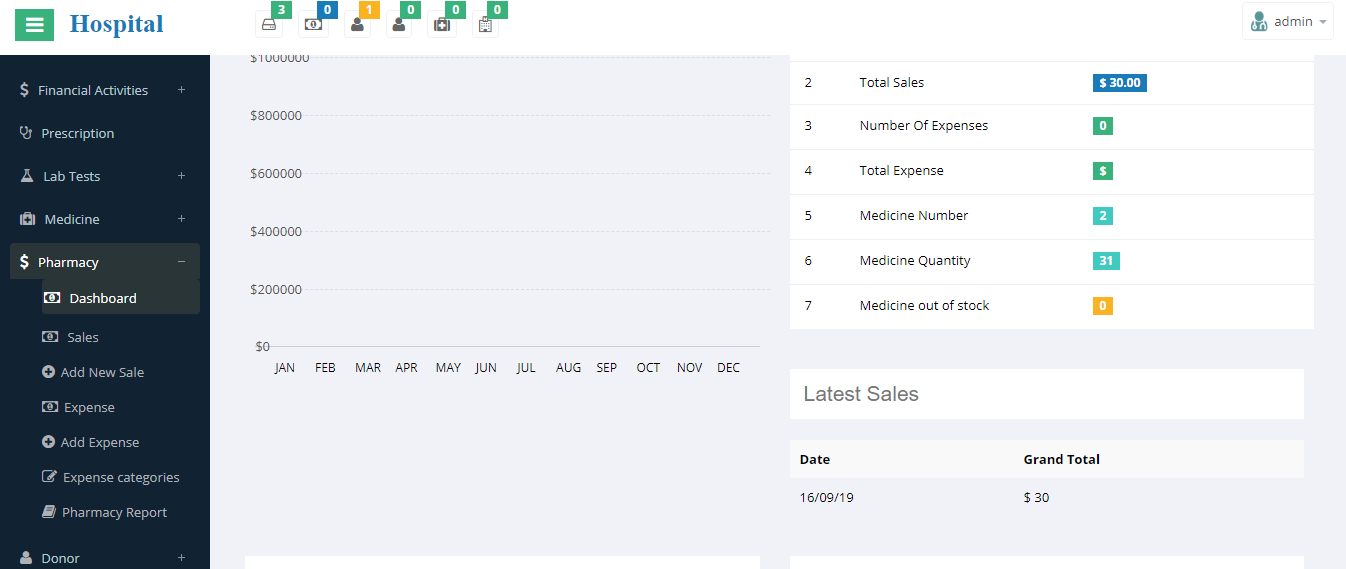 Hospital
3 0 1 0 0 0
admin
Financial Activities +
Prescription
Lab Tests +
Medicine +
Pharmacy −
Dashboard
Sales
Add New Sale
Expense
Add Expense
Expense categories
Pharmacy Report
Donor +
$1000000
$800000
$600000
$400000
$200000
$0
JAN FEB MAR APR MAY JUN JUL AUG SEP OCT NOV DEC
2 Total Sales $ 30.00
3 Number Of Expenses 0
4 Total Expense $
5 Medicine Number 2
6 Medicine Quantity 31
7 Medicine out of stock 0
Latest Sales
Date Grand Total
16/09/19 $ 30